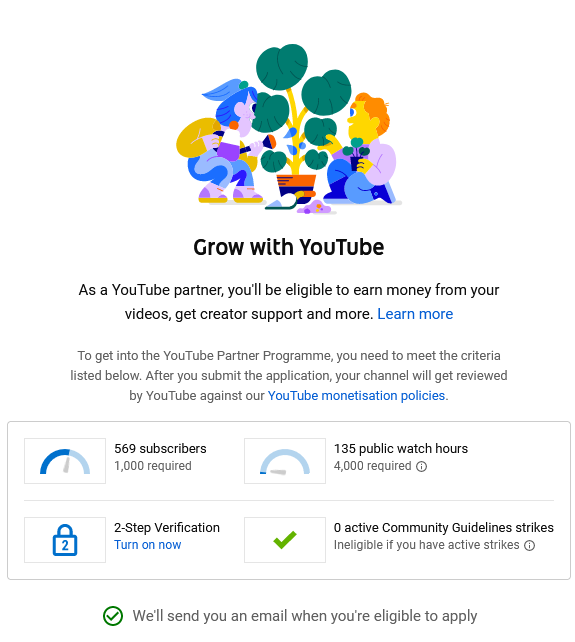 Grow with YouTube
As a YouTube partner, you'll be eligible to earn money from your
videos, get creator support and more. Learn more
To get into the YouTube Partner Programme, you need to meet the criteria
listed below. After you submit the application, your channel will get reviewed
by YouTube against our YouTube monetisation policies.
569 subscribers
1,000 required
135 public watch hours
4,000 required
2-Step Verification
Turn on now
2
0 active Community Guidelines strikes
Ineligible if you have active strikes
We'll send you an email when you're eligible to apply